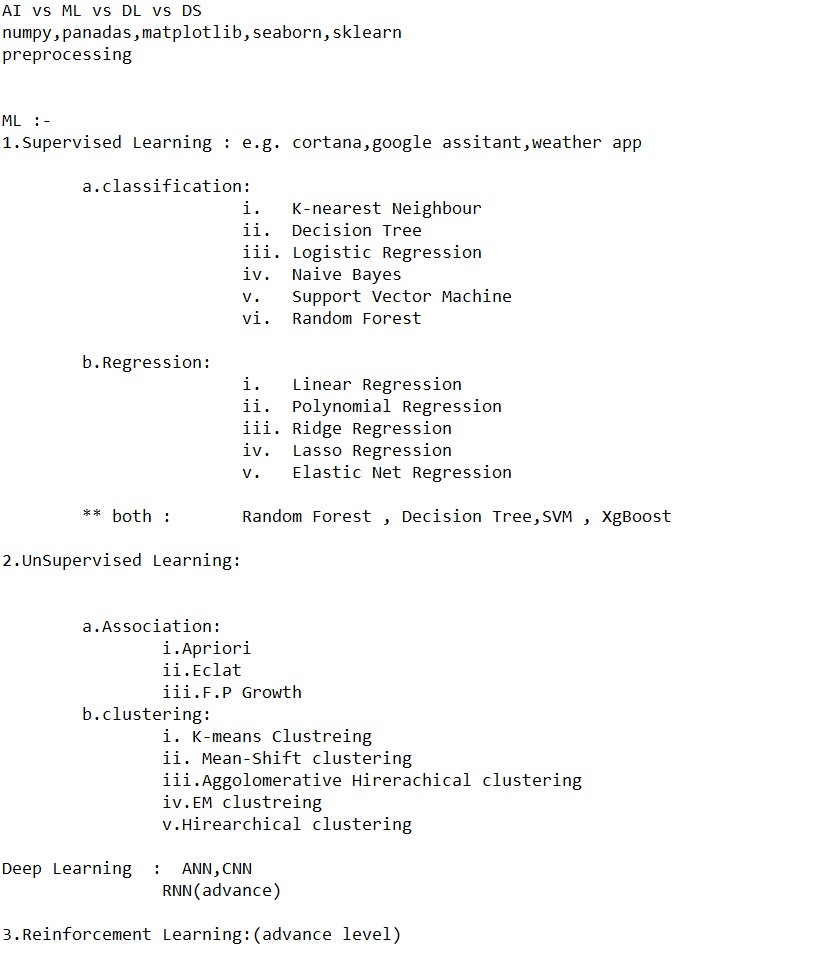 AI vs ML vs DL vs DS
numpy,panadas,matplotlib,seaborn,sklearn
preprocessing
ML :-
1.Supervised Learning : e.g. cortana,google assitant,weather app
a.classification:
i. K-nearest Neighbour
ii. Decision Tree
iii. Logistic Regression
iv. Naive Bayes
v. Support Vector Machine
vi. Random Forest
b.Regression:
i. Linear Regression
ii. Polynomial Regression
iii. Ridge Regression
iv. Lasso Regression
v. Elastic Net Regression
** both : Random Forest , Decision Tree,SVM , XgBoost
2.UnSupervised Learning:
a.Association:
i.Apriori
ii.Eclat
iii.F.P Growth
b.clustering:
i. K-means Clustreing
ii. Mean-Shift clustering
iii.Aggolomerative Hirerachical clustering
iv.EM clustreing
v.Hirearchical clustering
Deep Learning : ANN,CNN
RNN(advance)
3.Reinforcement Learning:(advance level)